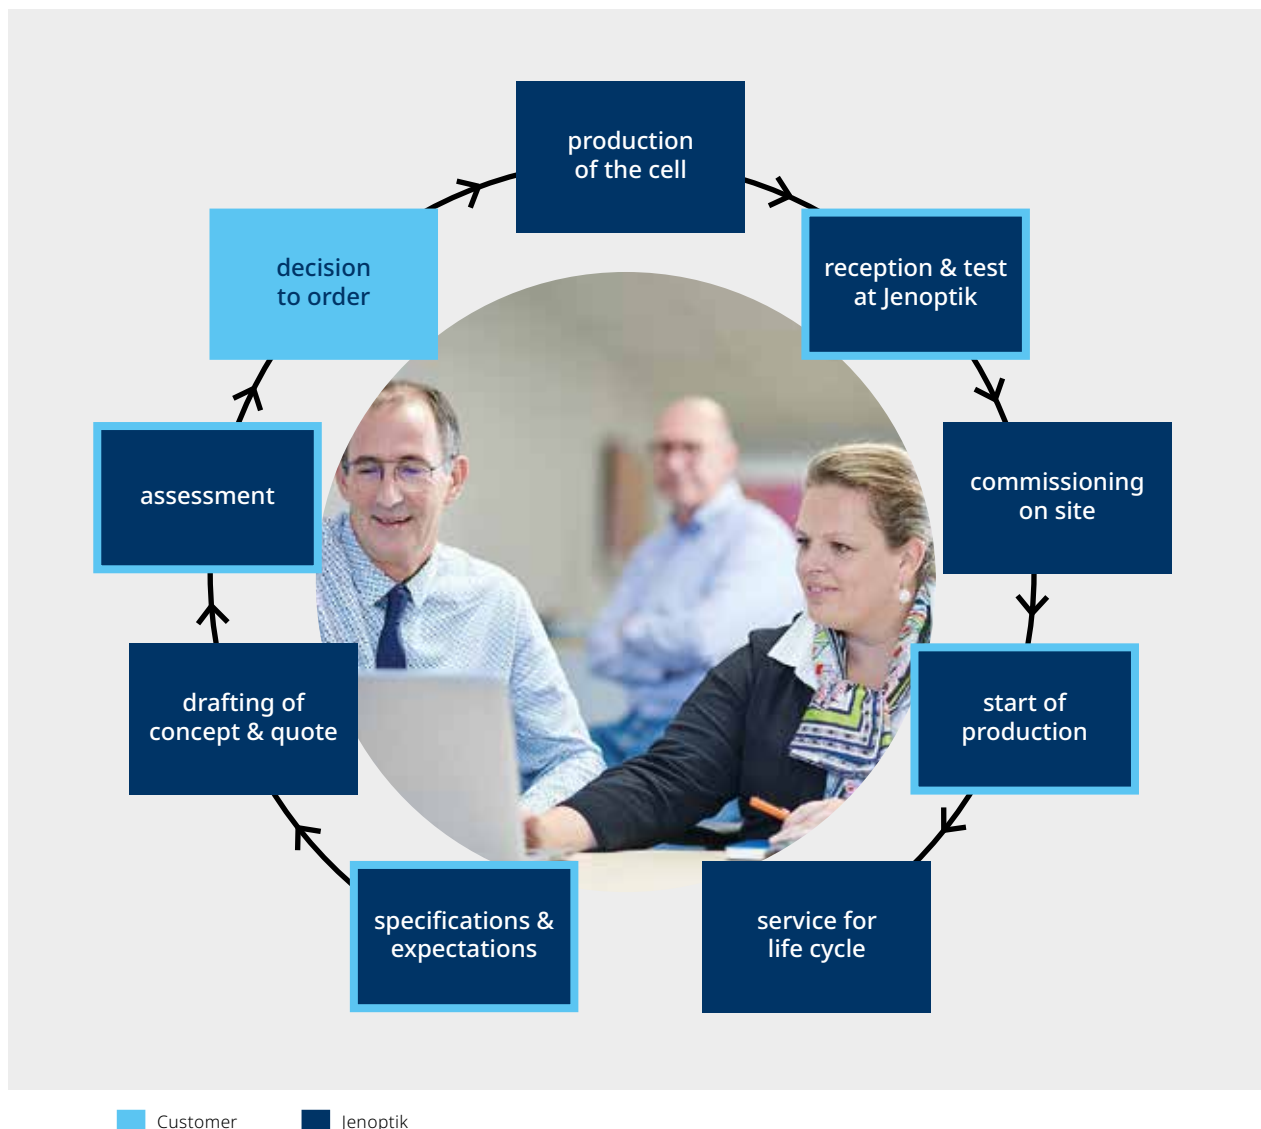 production
of the cell
decision
to order
reception & test
at Jenoptik
assessment
commissioning
on site
drafting of
concept & quote
start of
production
specifications &
expectations
service for
life cycle
Customer
Jenoptik